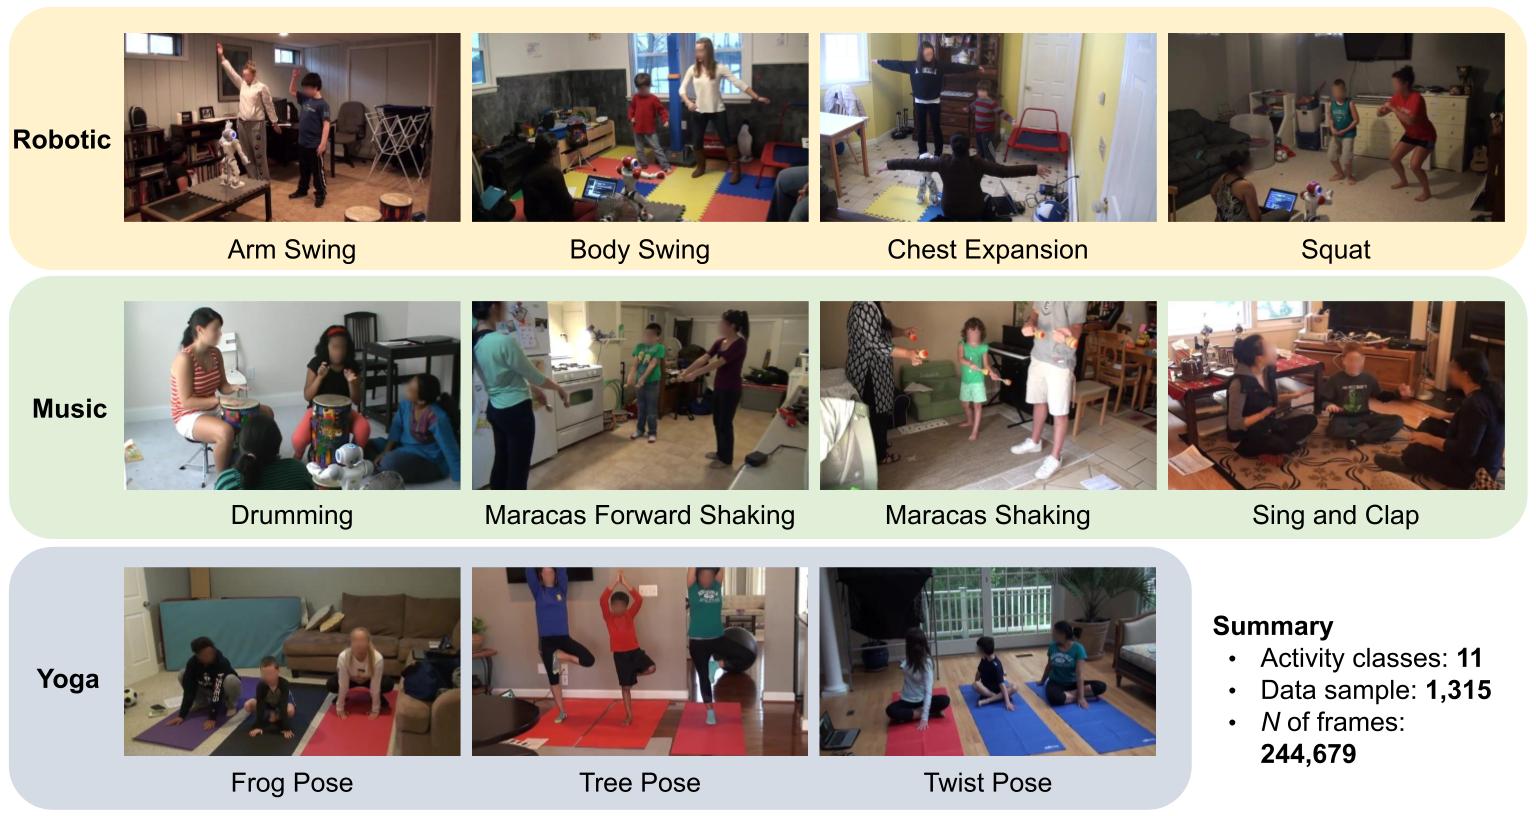 Robotic
Arm Swing
Body Swing
Chest Expansion
Squat
Music
Drumming
Maracas Forward Shaking
Maracas Shaking
Sing and Clap
Yoga
Frog Pose
Tree Pose
Twist Pose
Summary
• Activity classes: 11
• Data sample: 1,315
• N of frames:
244,679